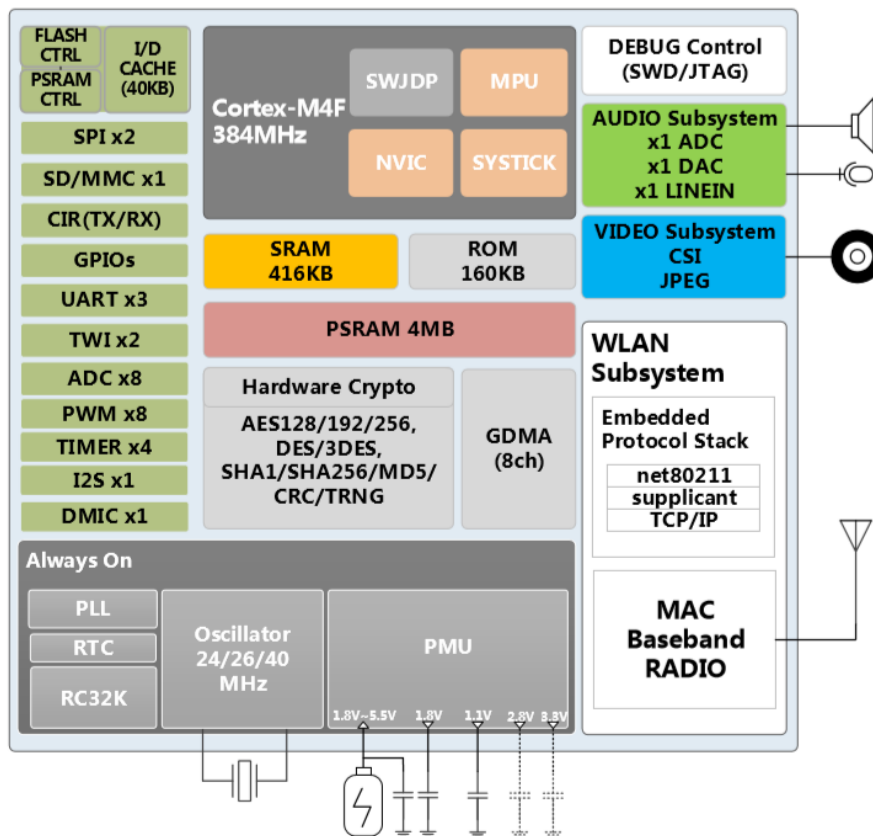 FLASH
CTRL
PSRAM
CTRL
I/D
CACHE
(40KB)
SPI x2
SD/MMC x1
CIR(TX/RX)
GPIOs
UART x3
TWI x2
ADC x8
PWM x8
TIMER x4
I2S x1
DMIC x1
Cortex-M4F
384MHz
SWJDP
MPU
NVIC
SYSTICK
SRAM
416KB
ROM
160KB
PSRAM 4MB
Hardware Crypto
AES128/192/256,
DES/3DES,
SHA1/SHA256/MD5/
CRC/TRNG
GDMA
(8ch)
DEBUG Control
(SWD/JTAG)
AUDIO Subsystem
x1 ADC
x1 DAC
x1 LINEIN
VIDEO Subsystem
CSI
JPEG
WLAN
Subsystem
Embedded
Protocol Stack
net80211
supplicant
TCP/IP
MAC
Baseband
RADIO
Always On
PLL
RTC
RC32K
Oscillator
24/26/40
MHz
PMU
1.8V~5.5V
1.8V
1.1V
2.8V
3.3V